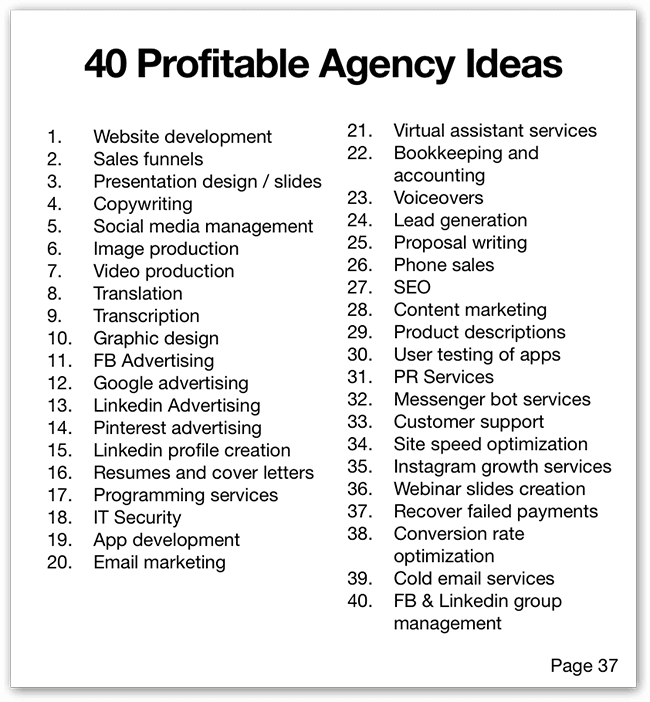 40 Profitable Agency Ideas
1. Website development
2. Sales funnels
3. Presentation design / slides
4. Copywriting
5. Social media management
6. Image production
7. Video production
8. Translation
9. Transcription
10. Graphic design
11. FB Advertising
12. Google advertising
13. Linkedin Advertising
14. Pinterest advertising
15. Linkedin profile creation
16. Resumes and cover letters
17. Programming services
18. IT Security
19. App development
20. Email marketing
21. Virtual assistant services
22. Bookkeeping and
accounting
23. Voiceovers
24. Lead generation
25. Proposal writing
26. Phone sales
27. SEO
28. Content marketing
29. Product descriptions
30. User testing of apps
31. PR Services
32. Messenger bot services
33. Customer support
34. Site speed optimization
35. Instagram growth services
36. Webinar slides creation
37. Recover failed payments
38. Conversion rate
optimization
39. Cold email services
40. FB & Linkedin group
management
Page 37